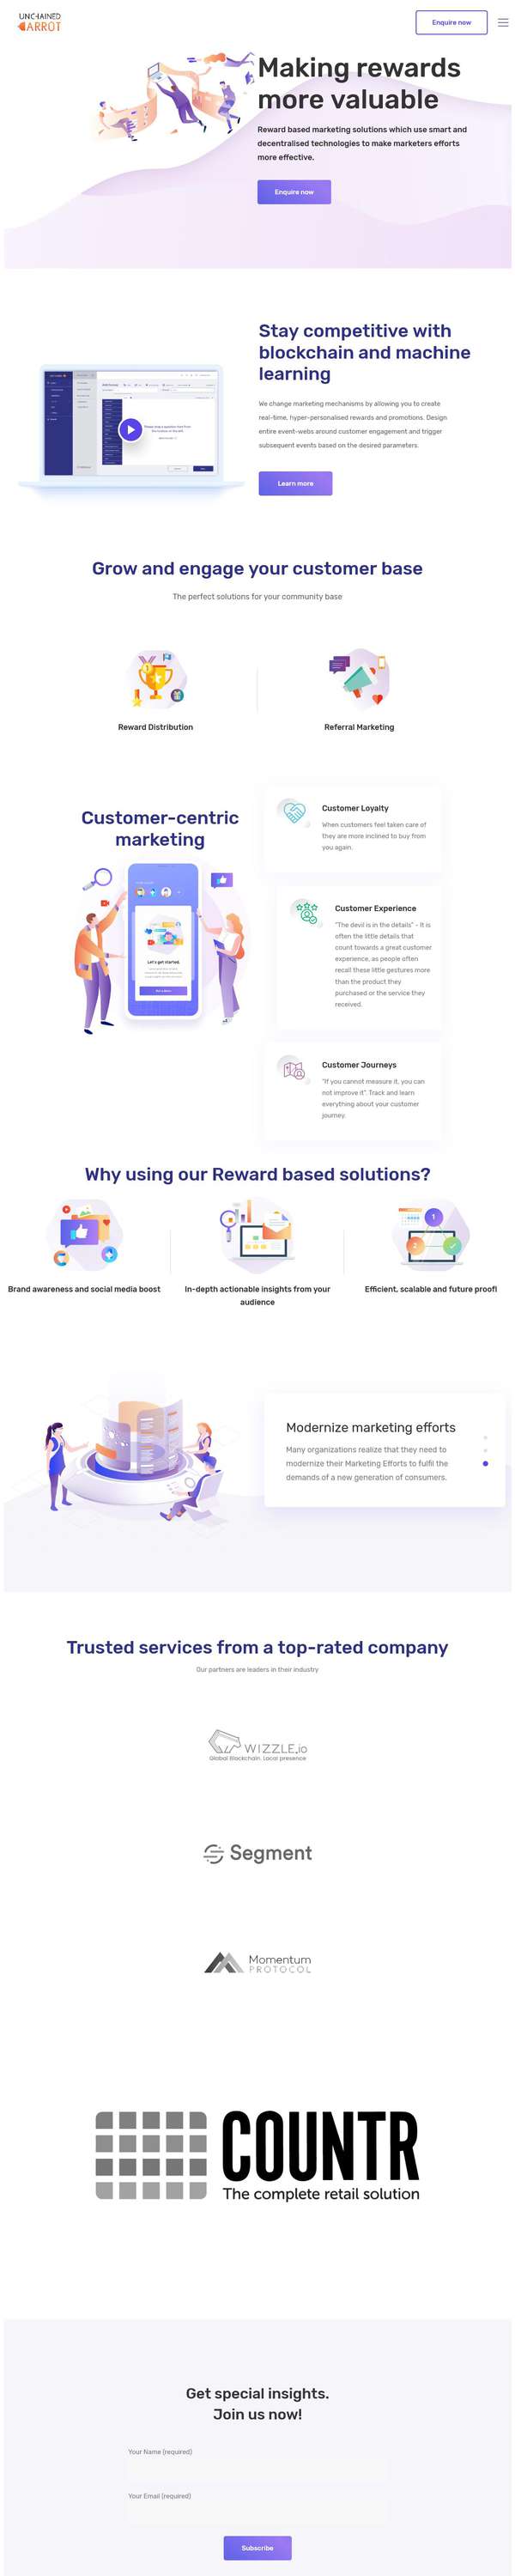 UNCHAINED
CARROT
Enquire now
Making rewards
more valuable
Reward based marketing solutions which use smart and
decentralised technologies to make marketers efforts
more effective.
Enquire now
Stay competitive with
blockchain and machine
learning
We change marketing mechanisms by allowing you to create
real-time, hyper-personalised rewards and promotions. Design
entire event-webs around customer engagement and trigger
subsequent events based on the desired parameters.
Learn more
Grow and engage your customer base
The perfect solutions for your community base
Reward Distribution
Referral Marketing
Customer-centric
marketing
Let's get started.
Customer Loyalty
When customers feel taken care of
they are more inclined to buy from
you again.
Customer Experience
"The devil is in the details" - It is
often the little details that
count towards a great customer
experience, as people often
recall these little gestures more
than the product they
purchased or the service they
received.
Customer Journeys
"If you cannot measure it, you can
not improve it". Track and learn
everything about your customer
journey.
Why using our Reward based solutions?
1
2
Brand awareness and social media boost
In-depth actionable insights from your
audience
Efficient, scalable and future proof!
Modernize marketing efforts
Many organizations realize that they need to
modernize their Marketing Efforts to fulfil the
demands of a new generation of consumers.
Trusted services from a top-rated company
Our partners are leaders in their industry
WIZZLE.io
Global Blockchain. Local presence
Segment
Momentum
PROTOCOL
COUNTR
The complete retail solution
Get special insights.
Join us now!
Your Name (required)
Your Email (required)
Subscribe